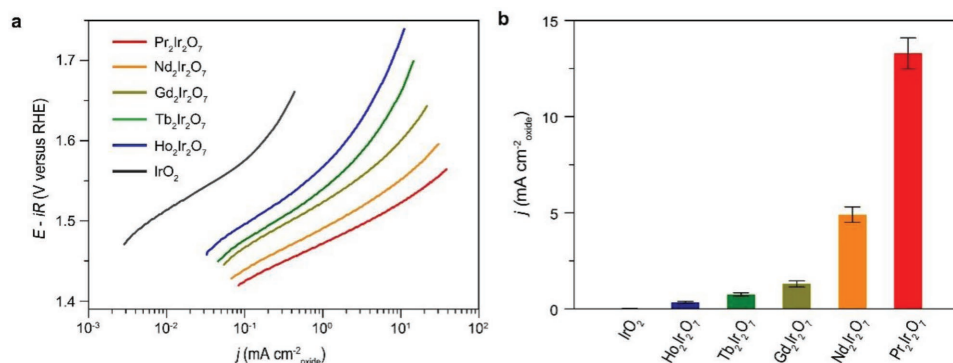 a
E - iR (V versus RHE)
1.7
1.6
1.5
1.4
Pr₂Ir₂O₇
Nd₂Ir₂O₇
Gd₂Ir₂O₇
Tb₂Ir₂O₇
Ho₂Ir₂O₇
IrO₂
10⁻³ 10⁻² 10⁻¹ 10⁰ 10¹ 10²
j (mA cm⁻²oxide)
b
j (mA cm⁻²oxide)
15
10
5
0
IrO₂ Ho₂Ir₂O₇ Tb₂Ir₂O₇ Gd₂Ir₂O₇ Nd₂Ir₂O₇ Pr₂Ir₂O₇